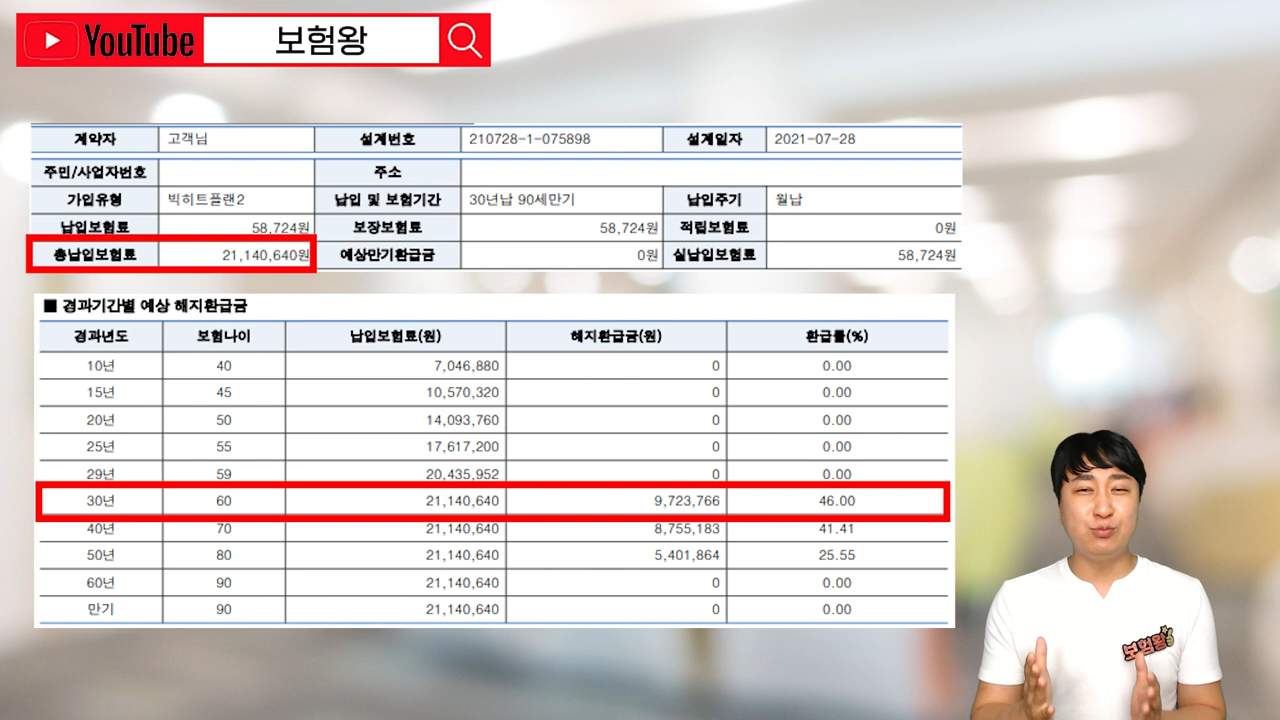 YouTube 보험왕
계약자 고객님 설계번호 210728-1-075898 설계일자 2021-07-28
주민/사업자번호 주소
가입유형 빅히트플랜2 납입 및 보험기간 30년납 90세만기 납입주기 월납
납입보험료 58,724원 보장보험료 58,724원 적립보험료 0원
총납입보험료 21,140,640원 예상만기환급금 0원 실납입보험료 58,724원
■ 경과기간별 예상 해지환급금
경과년도 보험나이 납입보험료(원) 해지환급금(원) 환급률(%)
10년 40 7,046,880 0 0.00
15년 45 10,570,320 0 0.00
20년 50 14,093,760 0 0.00
25년 55 17,617,200 0 0.00
29년 59 20,435,952 0 0.00
30년 60 21,140,640 9,723,766 46.00
40년 70 21,140,640 8,755,183 41.41
50년 80 21,140,640 5,401,864 25.55
60년 90 21,140,640 0 0.00
만기 90 21,140,640 0 0.00
보험왕